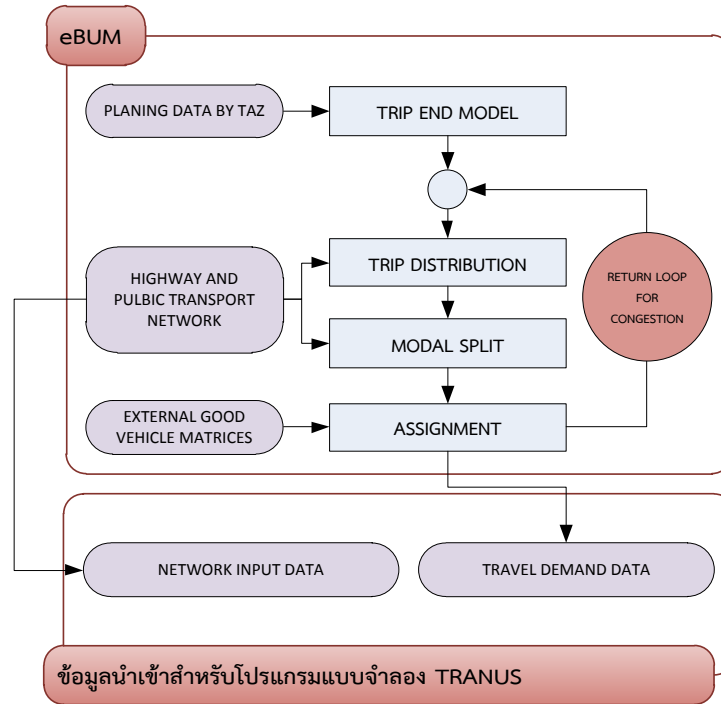 eBUM
PLANING DATA BY TAZ
TRIP END MODEL
HIGHWAY AND
PULBIC TRANSPORT
NETWORK
TRIP DISTRIBUTION
RETURN LOOP
FOR
CONGESTION
MODAL SPLIT
EXTERNAL GOOD
VEHICLE MATRICES
ASSIGNMENT
NETWORK INPUT DATA
TRAVEL DEMAND DATA
ข้อมูลนำเข้าสำหรับโปรแกรมแบบจำลอง TRANUS